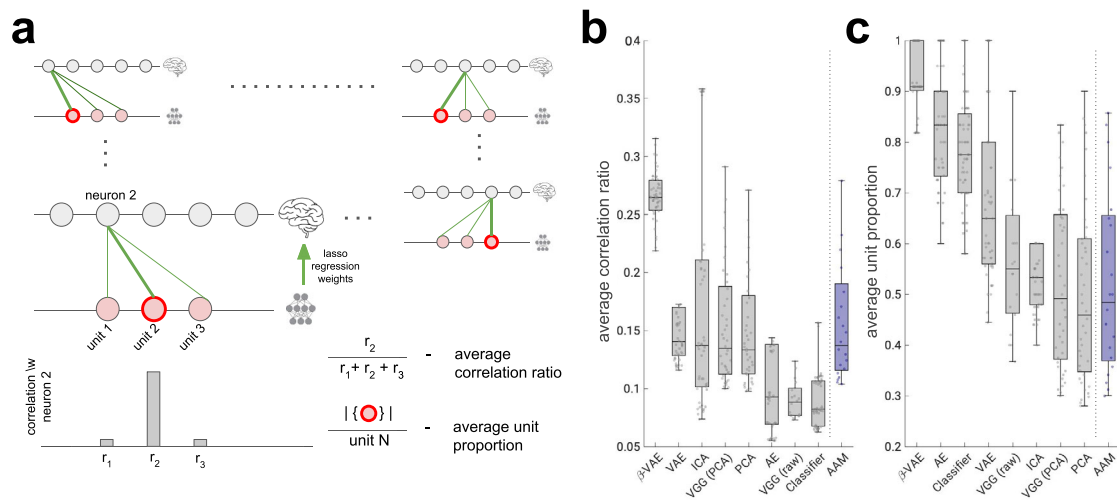 a
neuron 2
lasso
regression
weights
unit 1
unit 2
unit 3
correlation \w
neuron 2
r1
r2
r3
r2
r1+ r2 + r3
- average
correlation ratio
| { } |
unit N
- average unit
proportion
b
average correlation ratio
0.4
0.35
0.3
0.25
0.2
0.15
0.1
0.05
β-VAE
VAE
ICA
VGG (PCA)
PCA
AE
VGG (raw)
Classifier
AAM
c
average unit proportion
1
0.9
0.8
0.7
0.6
0.5
0.4
0.3
0.2
β-VAE
AE
Classifier
VAE
VGG (raw)
ICA
VGG (PCA)
PCA
AAM